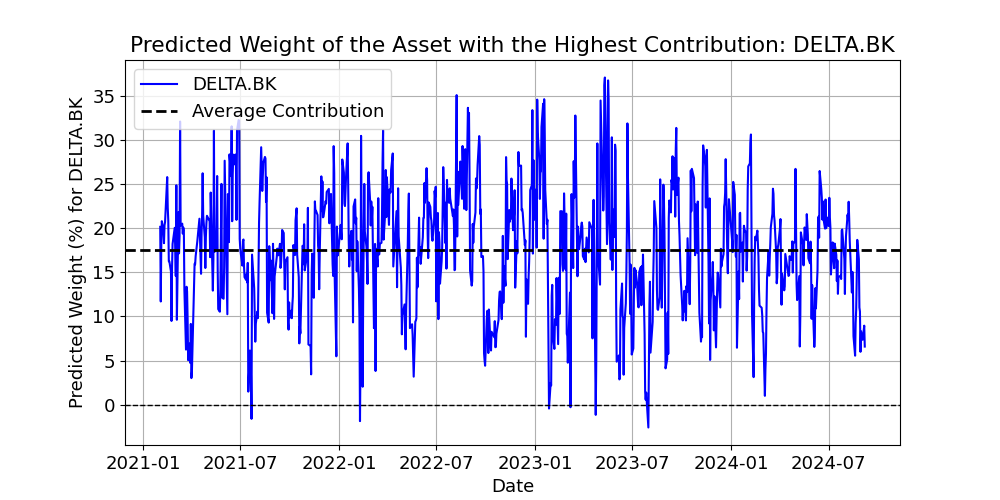 Predicted Weight of the Asset with the Highest Contribution: DELTA.BK
DELTA.BK
Average Contribution
Predicted Weight (%) for DELTA.BK
35
30
25
20
15
10
5
0
2021-01 2021-07 2022-01 2022-07 2023-01 2023-07 2024-01 2024-07
Date